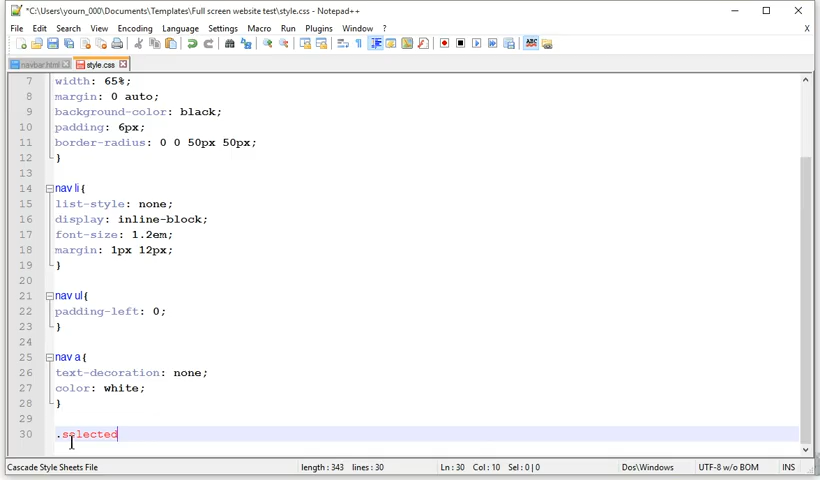 *C:\Users\yourn_000\Documents\Templates\Full screen website test\style.css - Notepad++
File Edit Search View Encoding Language Settings Macro Run Plugins Window ? X
navbar.html style.css
7 width: 65%;
8 margin: 0 auto;
9 background-color: black;
10 padding: 6px;
11 border-radius: 0 0 50px 50px;
12 }
13
14 nav li{
15 list-style: none;
16 display: inline-block;
17 font-size: 1.2em;
18 margin: 1px 12px;
19 }
20
21 nav ul{
22 padding-left: 0;
23 }
24
25 nav a{
26 text-decoration: none;
27 color: white;
28 }
29
30 .selected
Cascade Style Sheets File length : 343 lines : 30 Ln : 30 Col : 10 Sel : 0 | 0 Dos\Windows UTF-8 w/o BOM INS